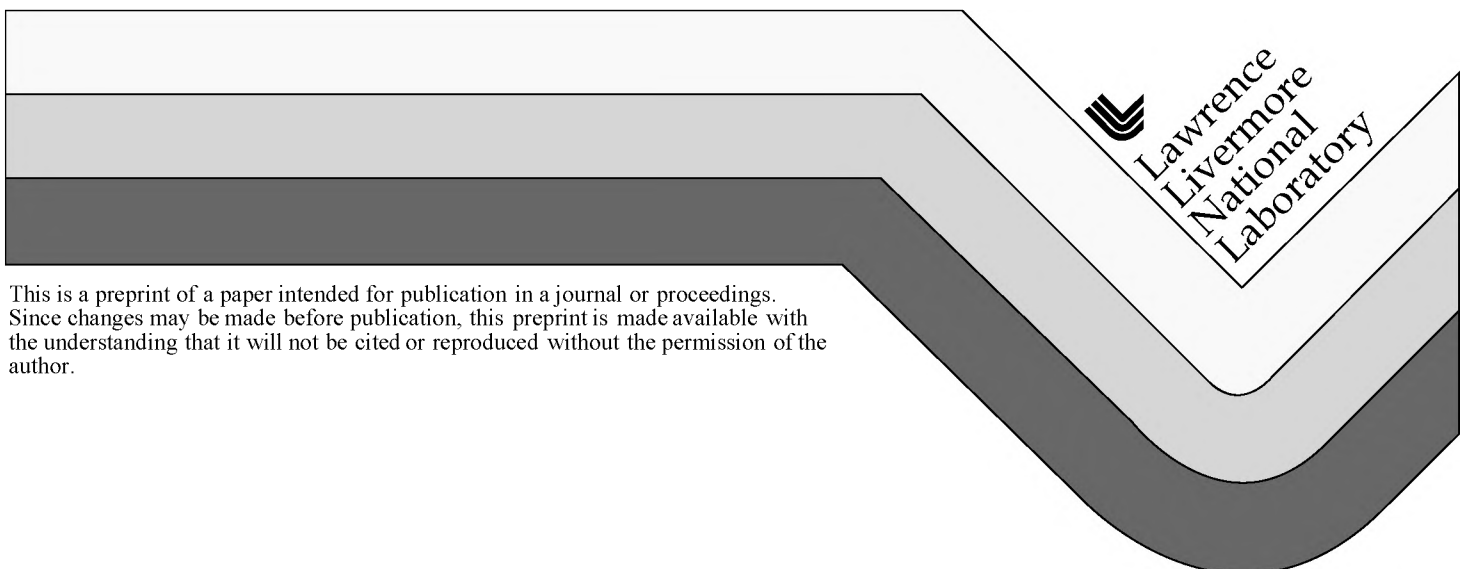 Lawrence
Livermore
National
Laboratory
This is a preprint of a paper intended for publication in a journal or proceedings.
Since changes may be made before publication, this preprint is made available with
the understanding that it will not be cited or reproduced without the permission of the
author.